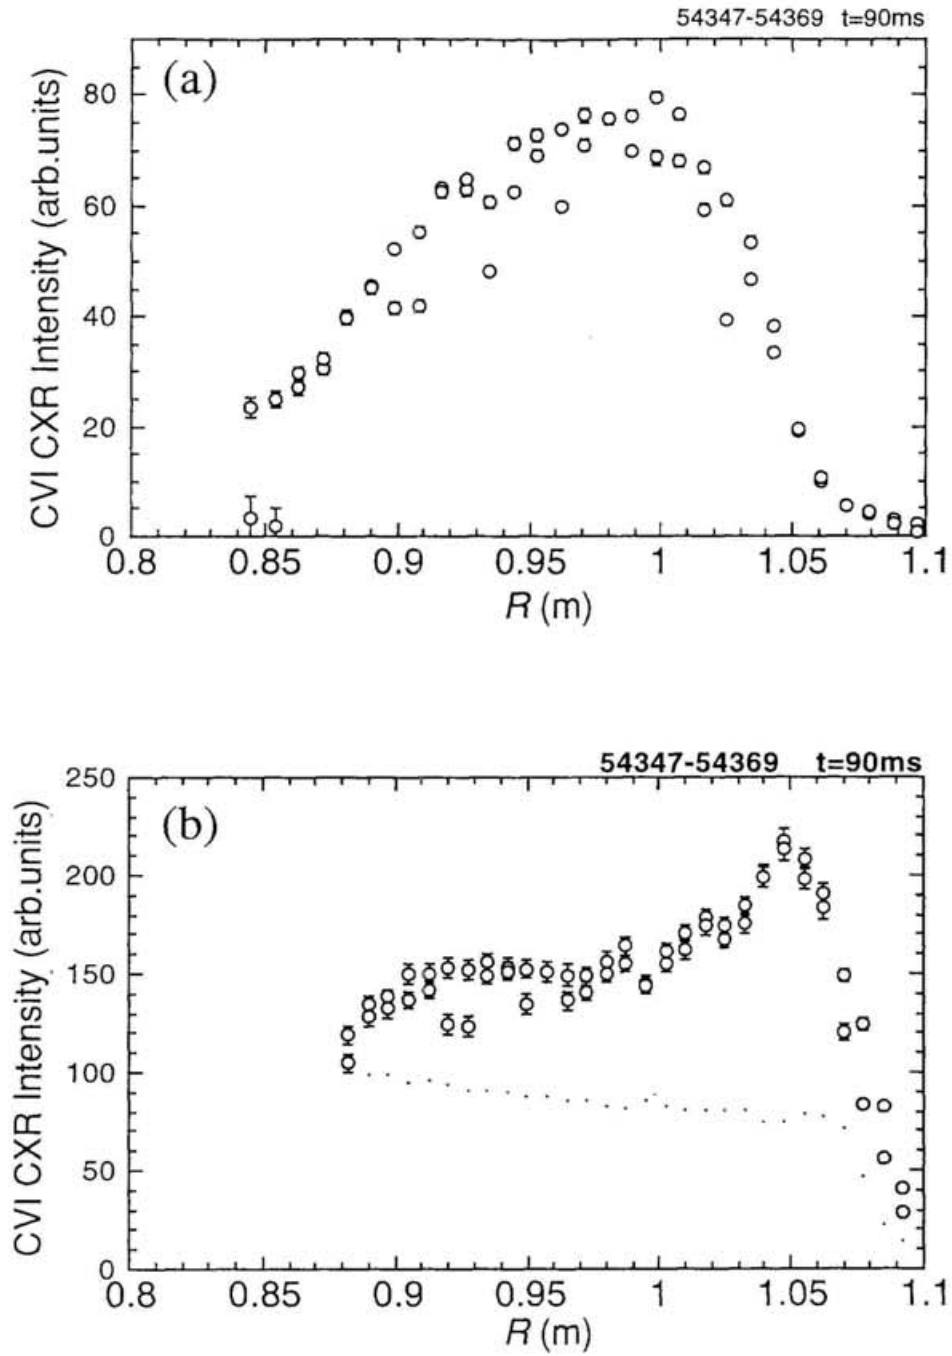 54347-54369 t=90ms
(a)
CVI CXR Intensity (arb.units)
80
60
40
20
0
0.8 0.85 0.9 0.95 1 1.05 1.1
R (m)
54347-54369 t=90ms
(b)
CVI CXR Intensity (arb.units)
250
200
150
100
50
0
0.8 0.85 0.9 0.95 1 1.05 1.1
R (m)